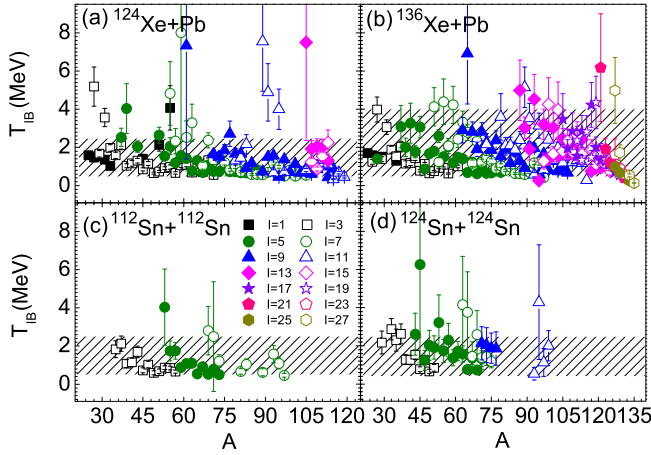 (a) ¹²⁴Xe+Pb
(b) ¹³⁶Xe+Pb
T_IB (MeV)
8
6
4
2
0
(c) ¹¹²Sn+¹¹²Sn
(d) ¹²⁴Sn+¹²⁴Sn
I=1 I=3
I=5 I=7
I=9 I=11
I=13 I=15
I=17 I=19
I=21 I=23
I=25 I=27
T_IB (MeV)
8
6
4
2
0
30 45 60 75 90 105 120
30 45 60 75 90 105 120 135
A A